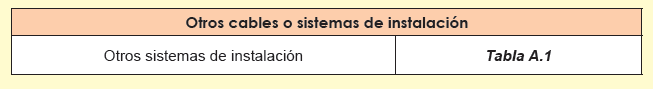 Otros cables o sistemas de instalación
Otros sistemas de instalación Tabla A.1